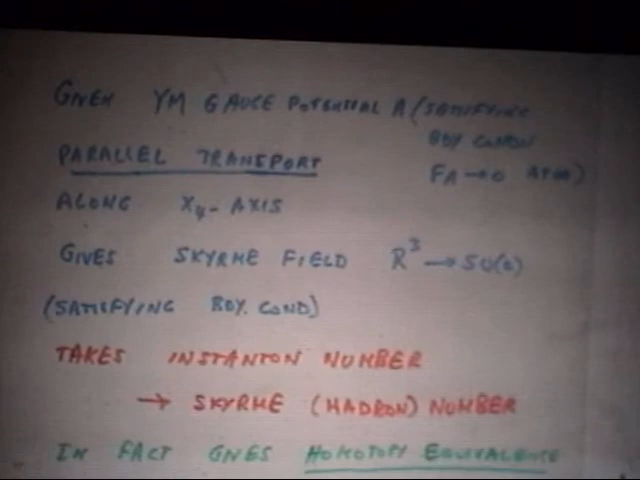 GIVEN YM GAUGE POTENTIAL A (SATISFYING
BDY CONDN
PARALLEL TRANSPORT
FA → 0 AT ∞)
ALONG X4- AXIS
GIVES SKYRME FIELD R³ → SU(2)
(SATISFYING BDY. COND)
TAKES INSTANTON NUMBER
→ SKYRME (HADRON) NUMBER
IN FACT GIVES HOMOTOPY EQUIVALENCE